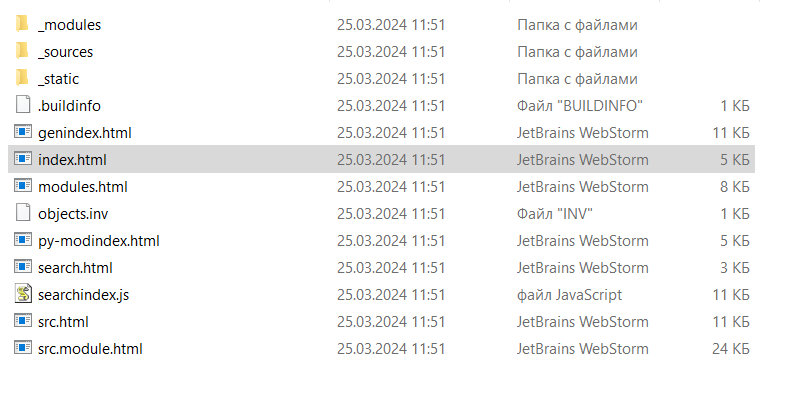 _modules 25.03.2024 11:51 Папка с файлами
_sources 25.03.2024 11:51 Папка с файлами
_static 25.03.2024 11:51 Папка с файлами
.buildinfo 25.03.2024 11:51 Файл "BUILDINFO" 1 КБ
genindex.html 25.03.2024 11:51 JetBrains WebStorm 11 КБ
index.html 25.03.2024 11:51 JetBrains WebStorm 5 КБ
modules.html 25.03.2024 11:51 JetBrains WebStorm 8 КБ
objects.inv 25.03.2024 11:51 Файл "INV" 1 КБ
py-modindex.html 25.03.2024 11:51 JetBrains WebStorm 5 КБ
search.html 25.03.2024 11:51 JetBrains WebStorm 3 КБ
searchindex.js 25.03.2024 11:51 файл JavaScript 11 КБ
src.html 25.03.2024 11:51 JetBrains WebStorm 11 КБ
src.module.html 25.03.2024 11:51 JetBrains WebStorm 24 КБ